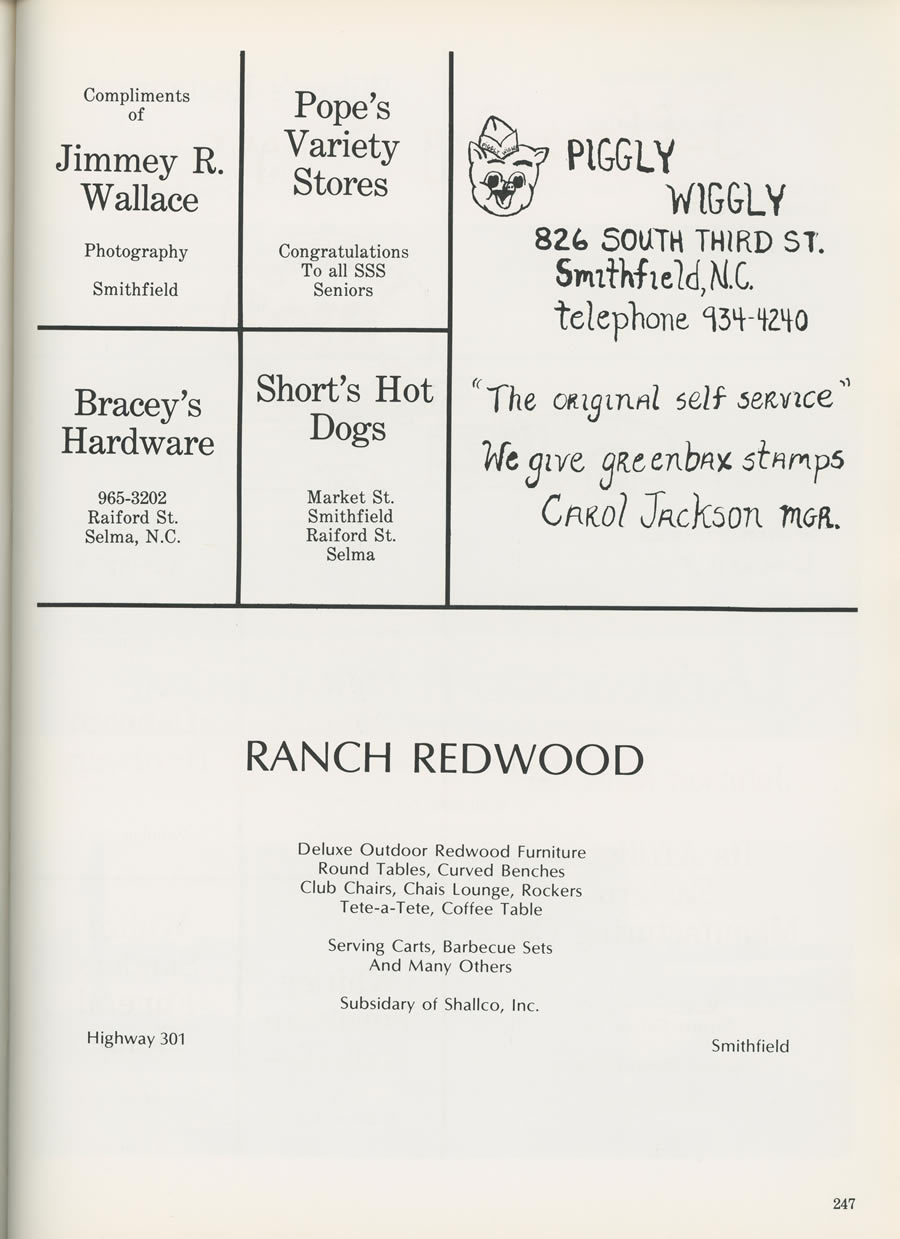 Compliments
of
Jimmey R.
Wallace
Photography
Smithfield
Pope's
Variety
Stores
Congratulations
To all SSS
Seniors
PIGGLY WIGGLY
PIGGLY
WIGGLY
826 SOUTH THIRD ST.
Smithfield, N.C.
telephone 934-4240
"The original self service"
We give greenbax stamps
Carol Jackson MGR.
Bracey's
Hardware
965-3202
Raiford St.
Selma, N.C.
Short's Hot
Dogs
Market St.
Smithfield
Raiford St.
Selma
RANCH REDWOOD
Deluxe Outdoor Redwood Furniture
Round Tables, Curved Benches
Club Chairs, Chais Lounge, Rockers
Tete-a-Tete, Coffee Table
Serving Carts, Barbecue Sets
And Many Others
Subsidary of Shallco, Inc.
Highway 301
Smithfield
247